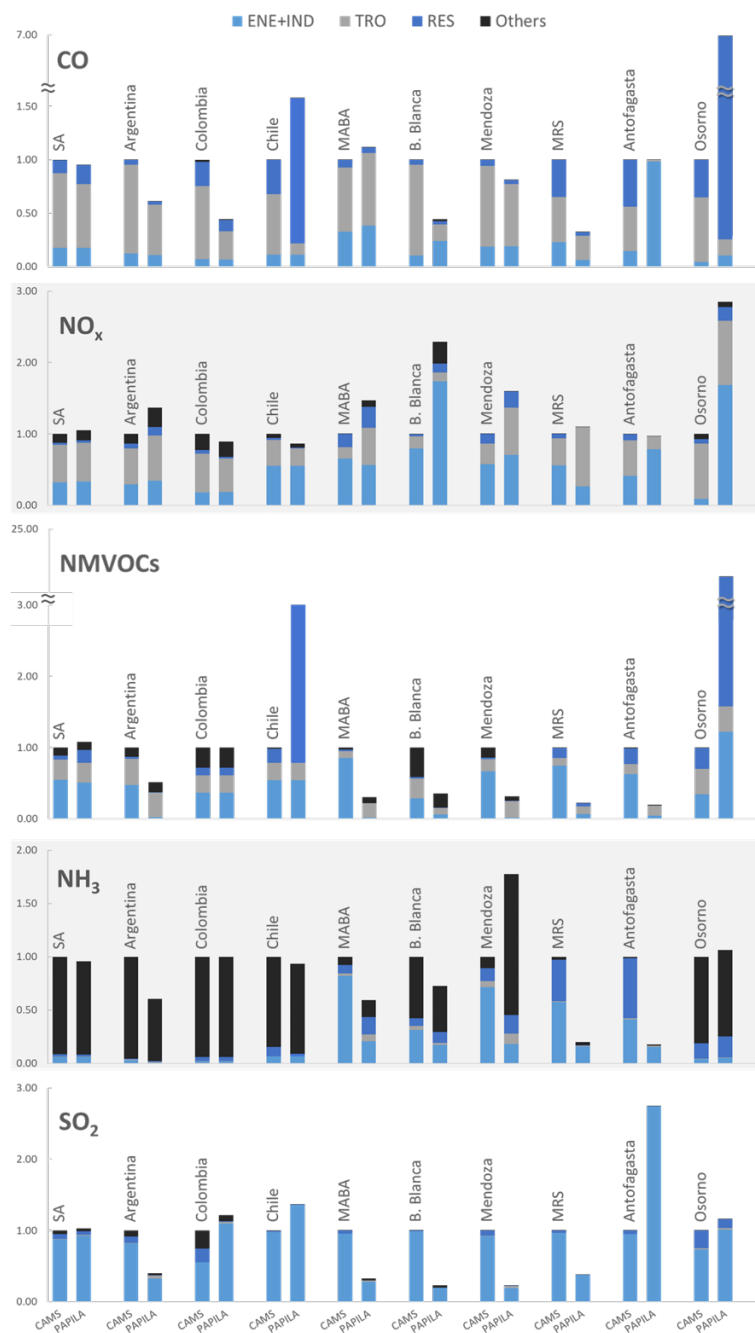 ENE+IND TRO RES Others
CO
7.00
≈
1.50
1.00
0.50
0.00
SA
Argentina
Colombia
Chile
MABA
B. Blanca
Mendoza
MRS
Antofagasta
Osorno
NOx
3.00
2.00
1.00
0.00
SA
Argentina
Colombia
Chile
MABA
B. Blanca
Mendoza
MRS
Antofagasta
Osorno
NMVOCs
25.00
≈
3.00
2.00
1.00
0.00
SA
Argentina
Colombia
Chile
MABA
B. Blanca
Mendoza
MRS
Antofagasta
Osorno
NH3
2.00
1.50
1.00
0.50
0.00
SA
Argentina
Colombia
Chile
MABA
B. Blanca
Mendoza
MRS
Antofagasta
Osorno
SO2
3.00
2.00
1.00
0.00
SA
Argentina
Colombia
Chile
MABA
B. Blanca
Mendoza
MRS
Antofagasta
Osorno
CAMS PAPILA CAMS PAPILA CAMS PAPILA CAMS PAPILA CAMS PAPILA CAMS PAPILA CAMS PAPILA CAMS PAPILA CAMS PAPILA CAMS PAPILA